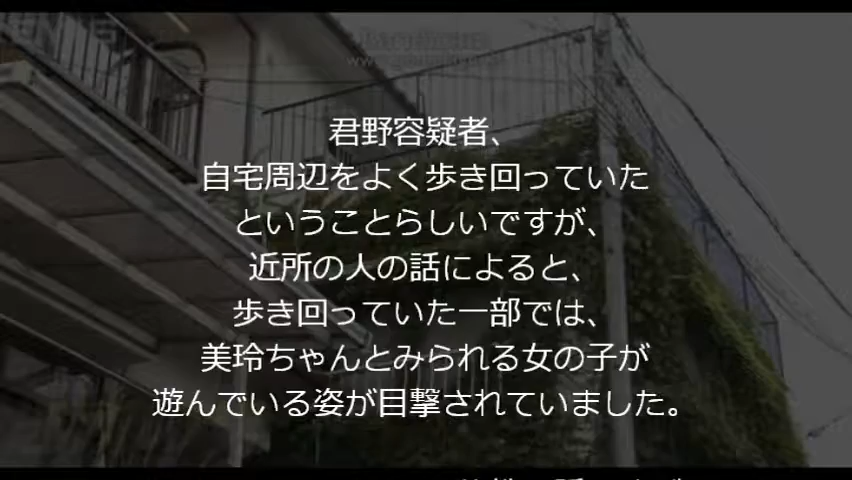 君野容疑者、
自宅周辺をよく歩き回っていた
ということらしいですが、
近所の人の話によると、
歩き回っていた一部では、
美玲ちゃんとみられる女の子が
遊んでいる姿が目撃されていました。